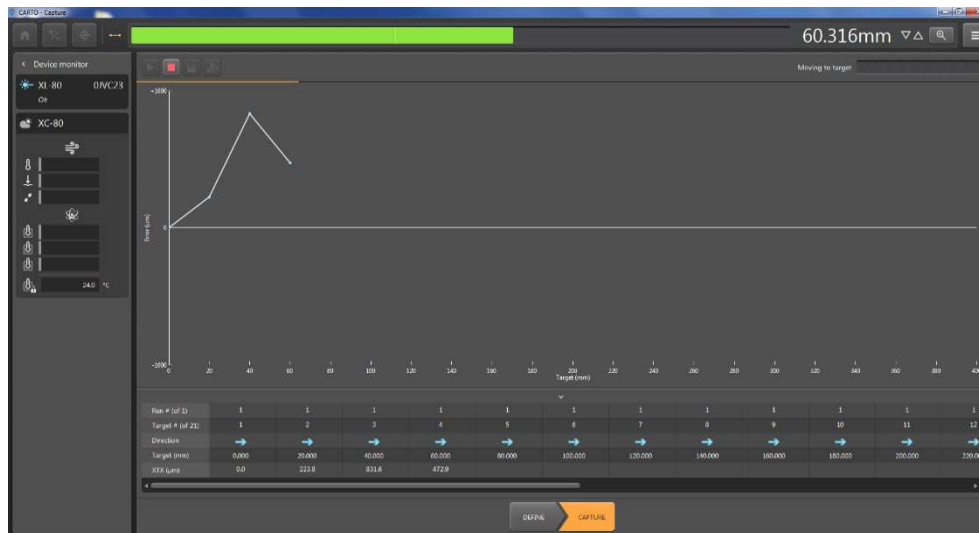 CARTO - Capture
60.316mm
Device monitor
XL-80 0JVC23
Ok
XC-80
24.0 °C
Moving to target
+1000
Error (µm)
0
-1000
0 20 40 60 80 100 120 140 160 180 200 220 240 260 280 300 320 340 360 380 400
Target (mm)
Run # (of 1) 1 1 1 1 1 1 1 1 1 1 1 1
Target # (of 21) 1 2 3 4 5 6 7 8 9 10 11 12
Direction
Target (mm) 0.000 20.000 40.000 60.000 80.000 100.000 120.000 140.000 160.000 180.000 200.000
XTX (µm) 0.0 223.0 831.6 472.9
DEFINE CAPTURE